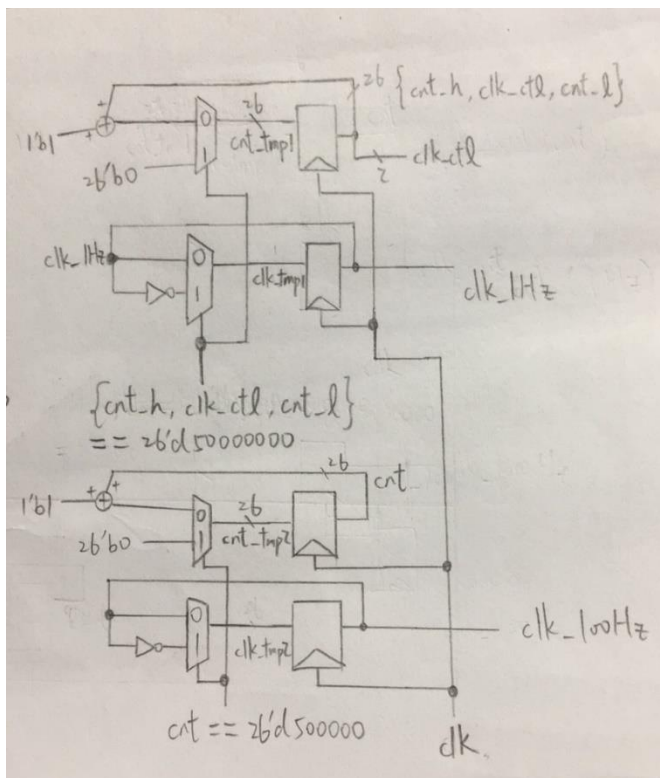 26 {cnt_h, clk_ctl, cnt_l}
+
+
1'b1
0
1
26
cnt_tmp1
26'b0
2
clk_ctl
clk_1Hz
0
1
clk_tmp1
clk_1Hz
{cnt_h, clk_ctl, cnt_l}
== 26'd50000000
26
cnt
1'b1
+
+
0
1
26
cnt_tmp2
26'b0
0
1
clk_tmp2
clk_100Hz
cnt == 26'd500000
clk